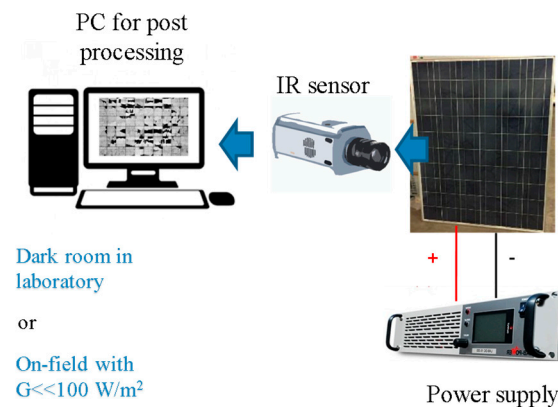 PC for post
processing
IR sensor
+
-
Dark room in
laboratory
or
On-field with
G<<100 W/m²
Power supply